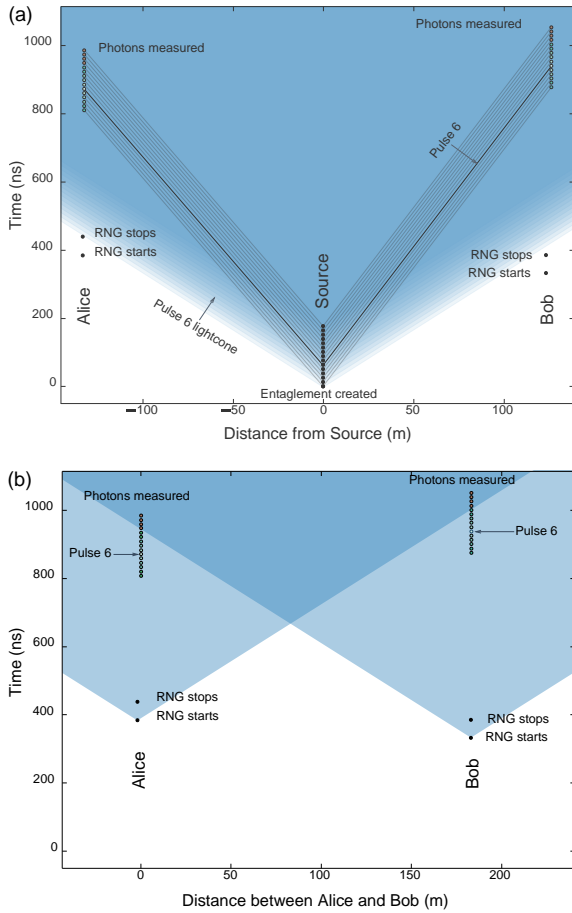 (a)
1000
800
600
400
200
0
Time (ns)
Photons measured
Photons measured
Pulse 6
RNG stops
RNG starts
RNG stops
RNG starts
Alice
Source
Bob
Pulse 6 lightcone
Entaglement created
−100
−50
0
50
100
Distance from Source (m)
(b)
1000
800
600
400
200
0
Time (ns)
Photons measured
Photons measured
Pulse 6
Pulse 6
RNG stops
RNG starts
RNG stops
RNG starts
Alice
Bob
0
50
100
150
200
Distance between Alice and Bob (m)